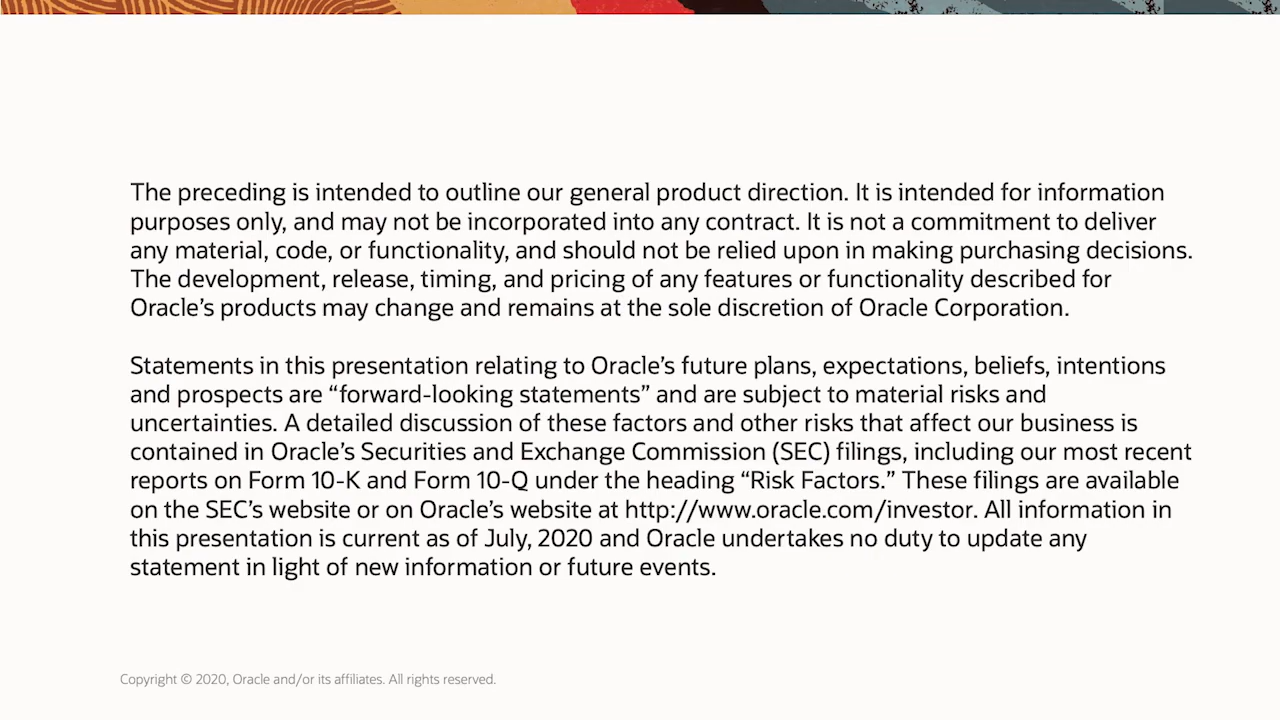 The preceding is intended to outline our general product direction. It is intended for information
purposes only, and may not be incorporated into any contract. It is not a commitment to deliver
any material, code, or functionality, and should not be relied upon in making purchasing decisions.
The development, release, timing, and pricing of any features or functionality described for
Oracle’s products may change and remains at the sole discretion of Oracle Corporation.
Statements in this presentation relating to Oracle’s future plans, expectations, beliefs, intentions
and prospects are “forward-looking statements” and are subject to material risks and
uncertainties. A detailed discussion of these factors and other risks that affect our business is
contained in Oracle’s Securities and Exchange Commission (SEC) filings, including our most recent
reports on Form 10-K and Form 10-Q under the heading “Risk Factors.” These filings are available
on the SEC’s website or on Oracle’s website at http://www.oracle.com/investor. All information in
this presentation is current as of July, 2020 and Oracle undertakes no duty to update any
statement in light of new information or future events.
Copyright © 2020, Oracle and/or its affiliates. All rights reserved.